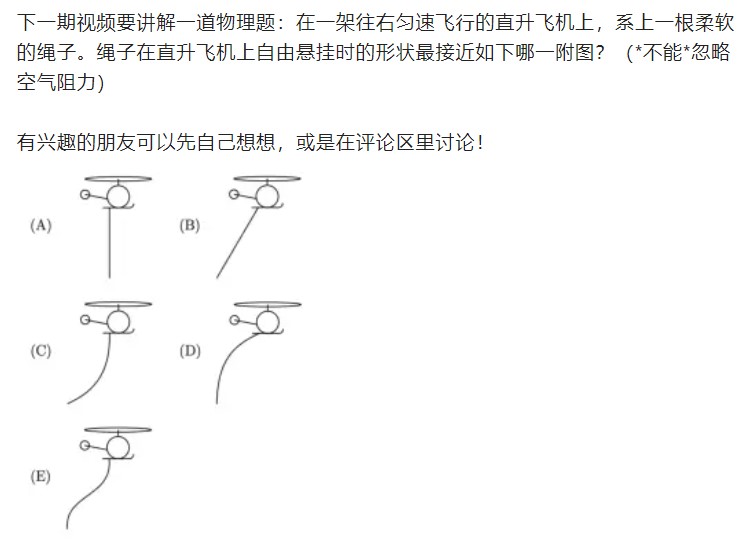 下一期视频要讲解一道物理题：在一架往右匀速飞行的直升飞机上，系上一根柔软
的绳子。绳子在直升飞机上自由悬挂时的形状最接近如下哪一附图？（*不能*忽略
空气阻力）
有兴趣的朋友可以先自己想想，或是在评论区里讨论！
(A)
(B)
(C)
(D)
(E)